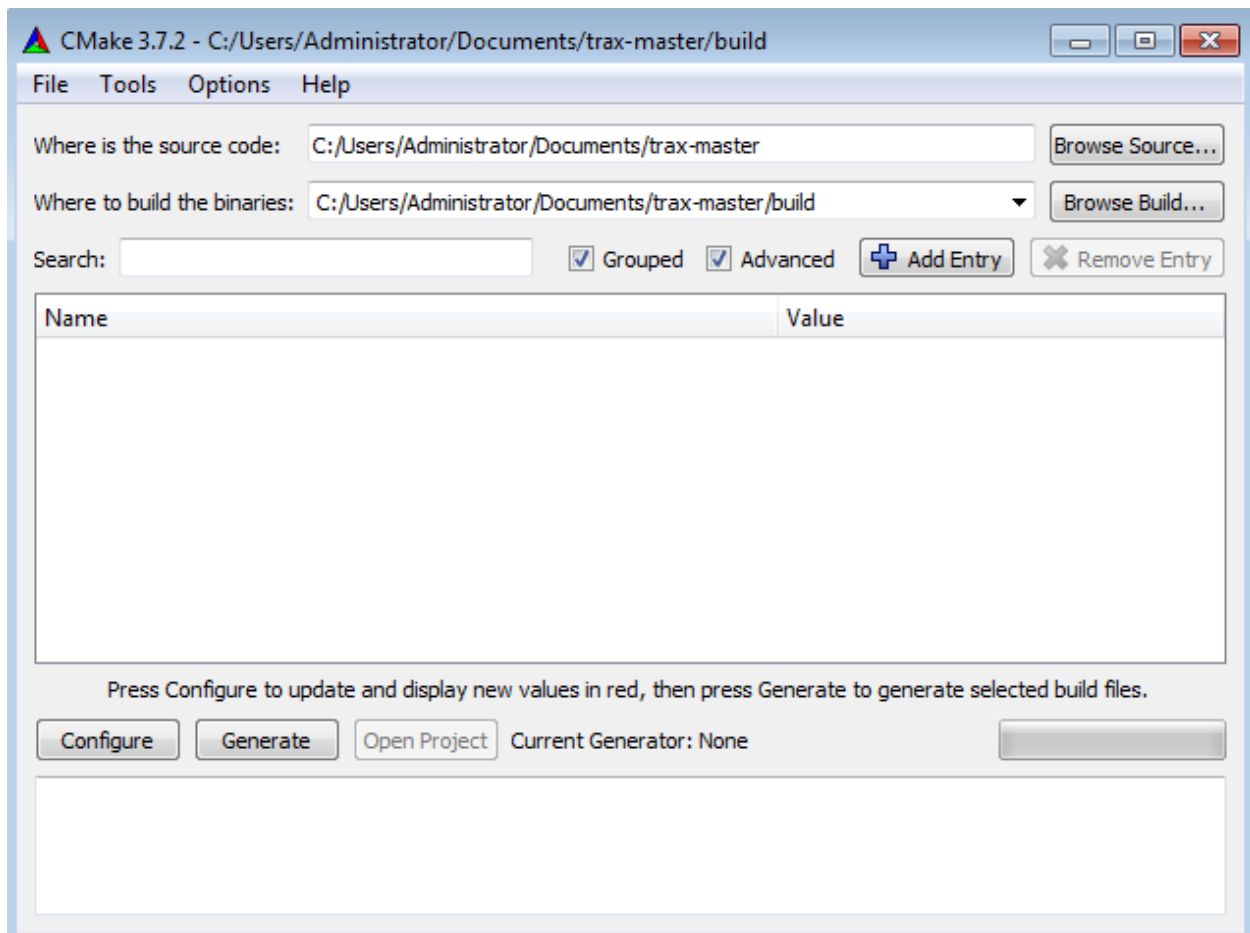 CMake 3.7.2 - C:/Users/Administrator/Documents/trax-master/build
File Tools Options Help
Where is the source code: C:/Users/Administrator/Documents/trax-master Browse Source...
Where to build the binaries: C:/Users/Administrator/Documents/trax-master/build Browse Build...
Search: Grouped Advanced Add Entry Remove Entry
Name Value
Press Configure to update and display new values in red, then press Generate to generate selected build files.
Configure Generate Open Project Current Generator: None